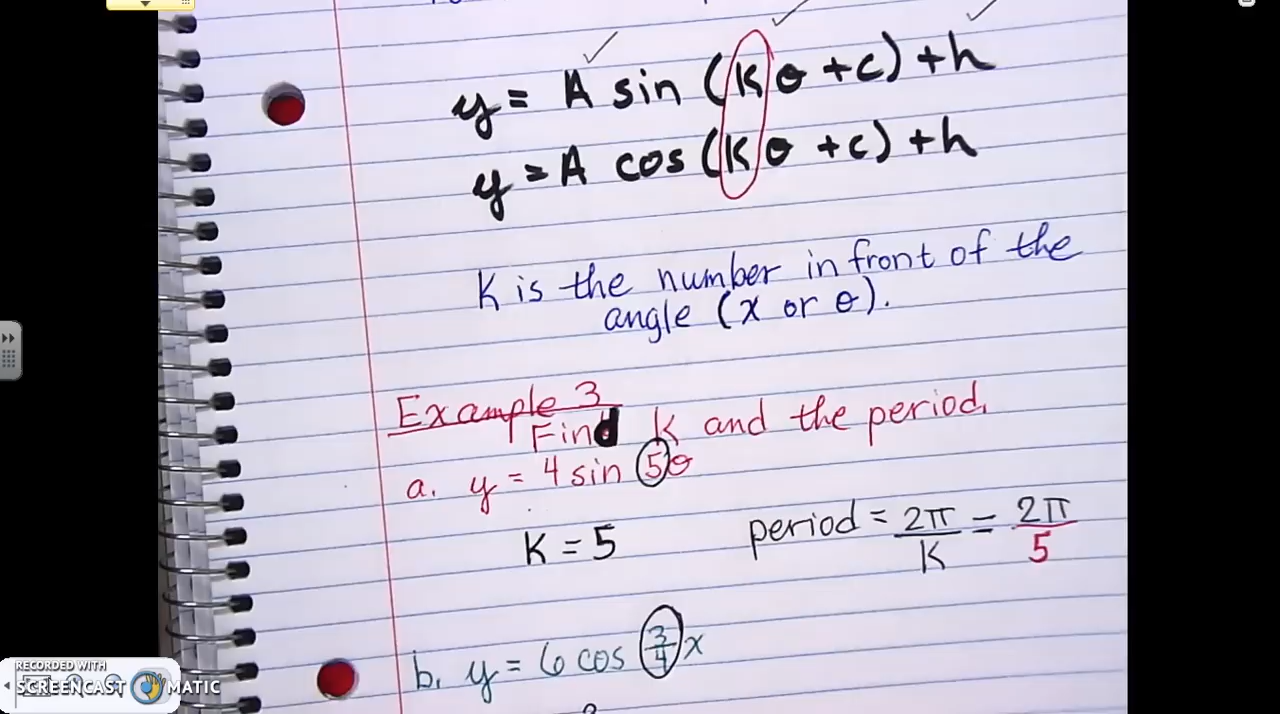 y = A sin (kθ + c) + h
y = A cos (kθ + c) + h
K is the number in front of the
angle (x or θ).
Example 3
Find k and the period.
a. y = 4 sin 5θ
K = 5 period = 2π/K = 2π/5
b. y = 6 cos 3/4 x
RECORDED WITH
SCREENCAST MATIC